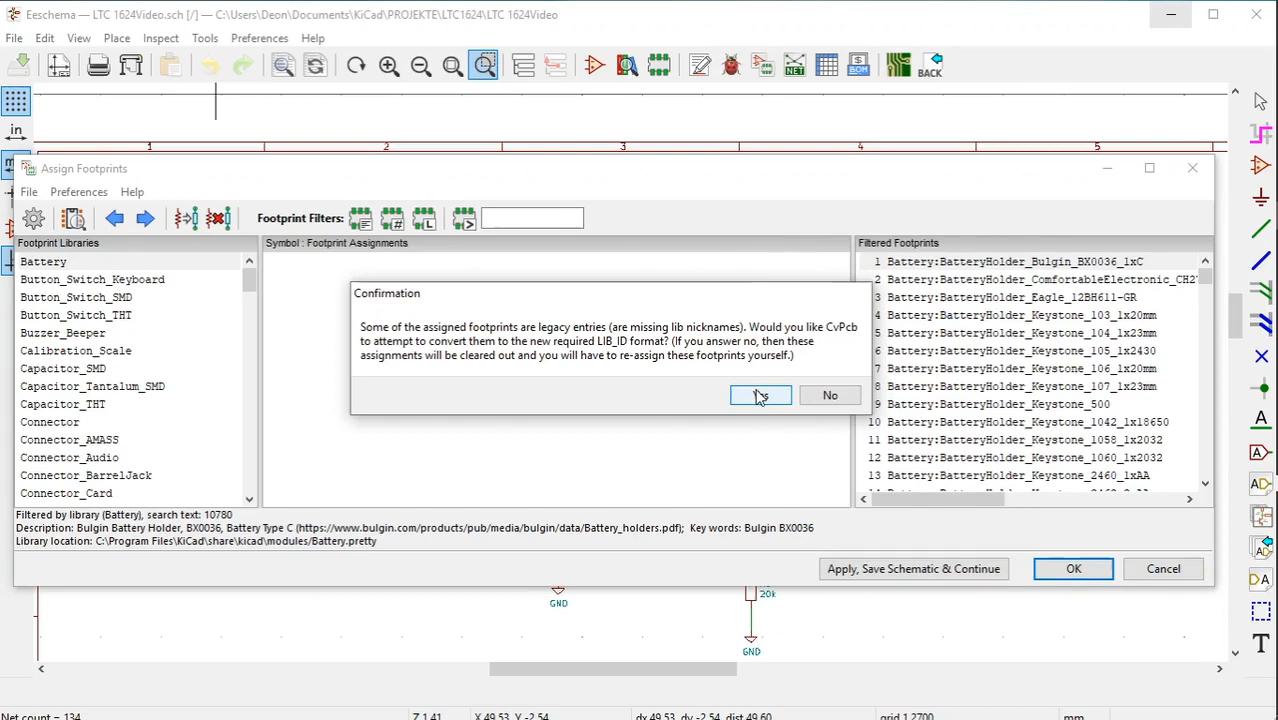 Eeschema — LTC 1624Video.sch [/] — C:\Users\Deon\Documents\KiCad\PROJEKTE\LTC1624\LTC 1624Video
File Edit View Place Inspect Tools Preferences Help
NET
BOM
BACK
in
1 2 3 4 5
Assign Footprints
File Preferences Help
Footprint Filters:
Footprint Libraries
Symbol : Footprint Assignments
Filtered Footprints
Battery
Button_Switch_Keyboard
Button_Switch_SMD
Button_Switch_THT
Buzzer_Beeper
Calibration_Scale
Capacitor_SMD
Capacitor_Tantalum_SMD
Capacitor_THT
Connector
Connector_AMASS
Connector_Audio
Connector_BarrelJack
Connector_Card
Confirmation
Some of the assigned footprints are legacy entries (are missing lib nicknames). Would you like CvPcb
to attempt to convert them to the new required LIB_ID format? (If you answer no, then these
assignments will be cleared out and you will have to re-assign these footprints yourself.)
No
1 Battery:BatteryHolder_Bulgin_BX0036_1xC
2 Battery:BatteryHolder_ComfortableElectronic_CH2
3 Battery:BatteryHolder_Eagle_12BH611-GR
Battery:BatteryHolder_Keystone_103_1x20mm
Battery:BatteryHolder_Keystone_104_1x23mm
6 Battery:BatteryHolder_Keystone_105_1x2430
Battery:BatteryHolder_Keystone_106_1x20mm
8 Battery:BatteryHolder_Keystone_107_1x23mm
9 Battery:BatteryHolder_Keystone_500
10 Battery:BatteryHolder_Keystone_1042_1x18650
11 Battery:BatteryHolder_Keystone_1058_1x2032
12 Battery:BatteryHolder_Keystone_1060_1x2032
13 Battery:BatteryHolder_Keystone_2460_1xAA
Filtered by library (Battery), search text: 10780
Description: Bulgin Battery Holder, BX0036, Battery Type C (https://www.bulgin.com/products/pub/media/bulgin/data/Battery_holders.pdf); Key words: Bulgin BX0036
Library location: C:\Program Files\KiCad\share\kicad\modules/Battery.pretty
Apply, Save Schematic & Continue
OK
Cancel
20k
GND
GND
Net count = 134
Z 1.41
X 49.53 Y -2.54
dx 49.53 dy -2.54 dist 49.60
grid 1.2700
mm